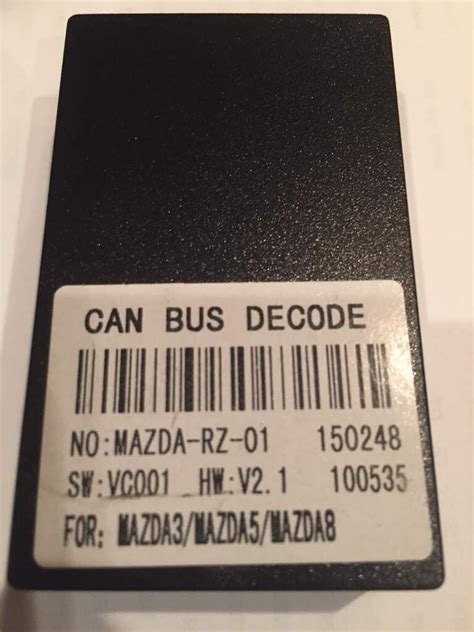 CAN BUS DECODE
NO:MAZDA-RZ-01 150248
SW:VC001 HW:V2.1 100535
FOR: MAZDA3/MAZDA5/MAZDA8